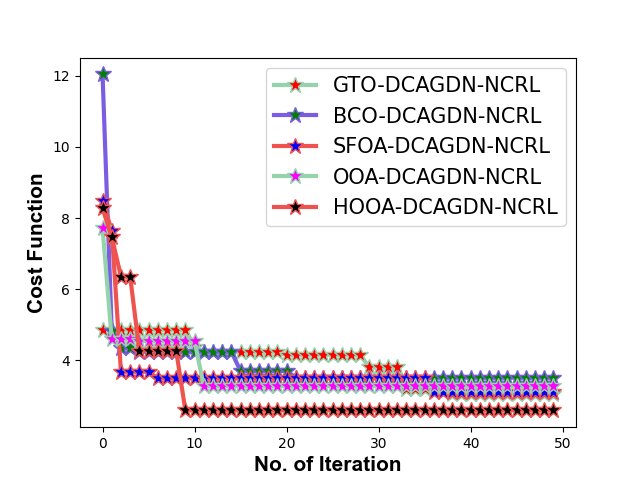 12
10
8
6
4
Cost Function
GTO-DCAGDN-NCRL
BCO-DCAGDN-NCRL
SFOA-DCAGDN-NCRL
OOA-DCAGDN-NCRL
HOOA-DCAGDN-NCRL
0 10 20 30 40 50
No. of Iteration